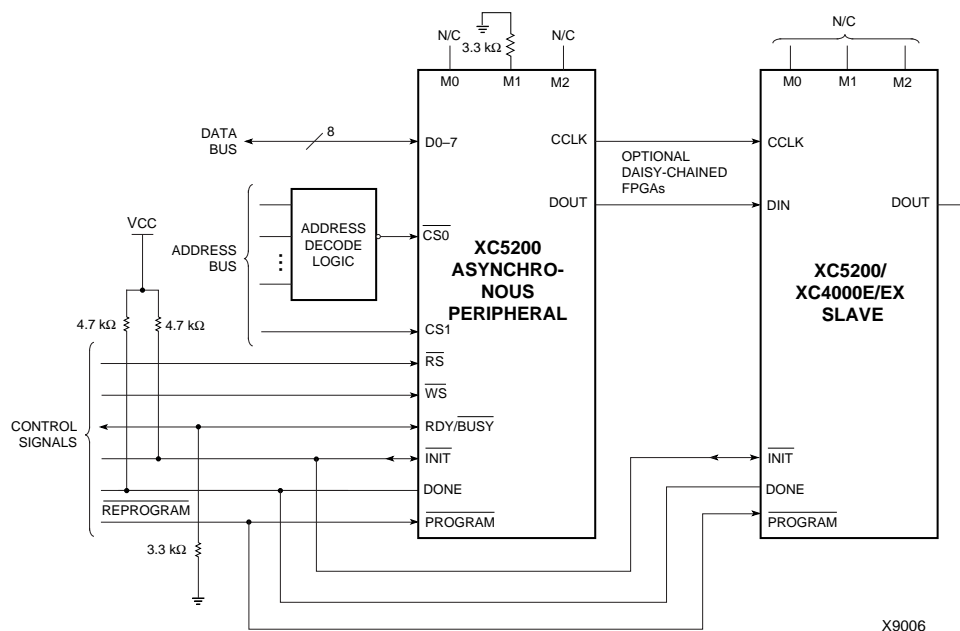 N/C
3.3 kΩ
N/C
N/C
M0
M1
M2
M0
M1
M2
DATA
BUS
8
D0–7
CCLK
CCLK
OPTIONAL
DAISY-CHAINED
FPGAs
DOUT
DIN
DOUT
VCC
ADDRESS
BUS
ADDRESS
DECODE
LOGIC
CS0
XC5200
ASYNCHRO-
NOUS
PERIPHERAL
XC5200/
XC4000E/EX
SLAVE
4.7 kΩ
4.7 kΩ
CS1
RS
WS
CONTROL
SIGNALS
RDY/BUSY
INIT
INIT
DONE
DONE
REPROGRAM
PROGRAM
PROGRAM
3.3 kΩ
X9006